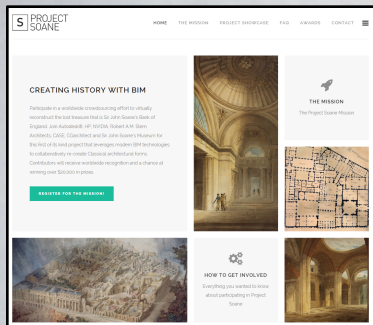 S PROJECT
SOANE
HOME THE MISSION PROJECT SHOWCASE FAQ AWARDS CONTACT
CREATING HISTORY WITH BIM
Participate in a worldwide crowdsourcing effort to virtually
reconstruct the lost treasure that is Sir John Soane's Bank of
England. Join Autodesk®, HP, NVIDIA, Robert A.M. Stern
Architects, CASE, CGarchitect and Sir John Soane's Museum for
this first of its kind project that leverages modern BIM technologies
to collaboratively re-create Classical architectural forms.
Contributors will receive worldwide recognition and a chance at
winning over $20,000 in prizes.
REGISTER FOR THE MISSION!
THE MISSION
The Project Soane Mission
HOW TO GET INVOLVED
Everything you wanted to know
about participating in Project
Soane